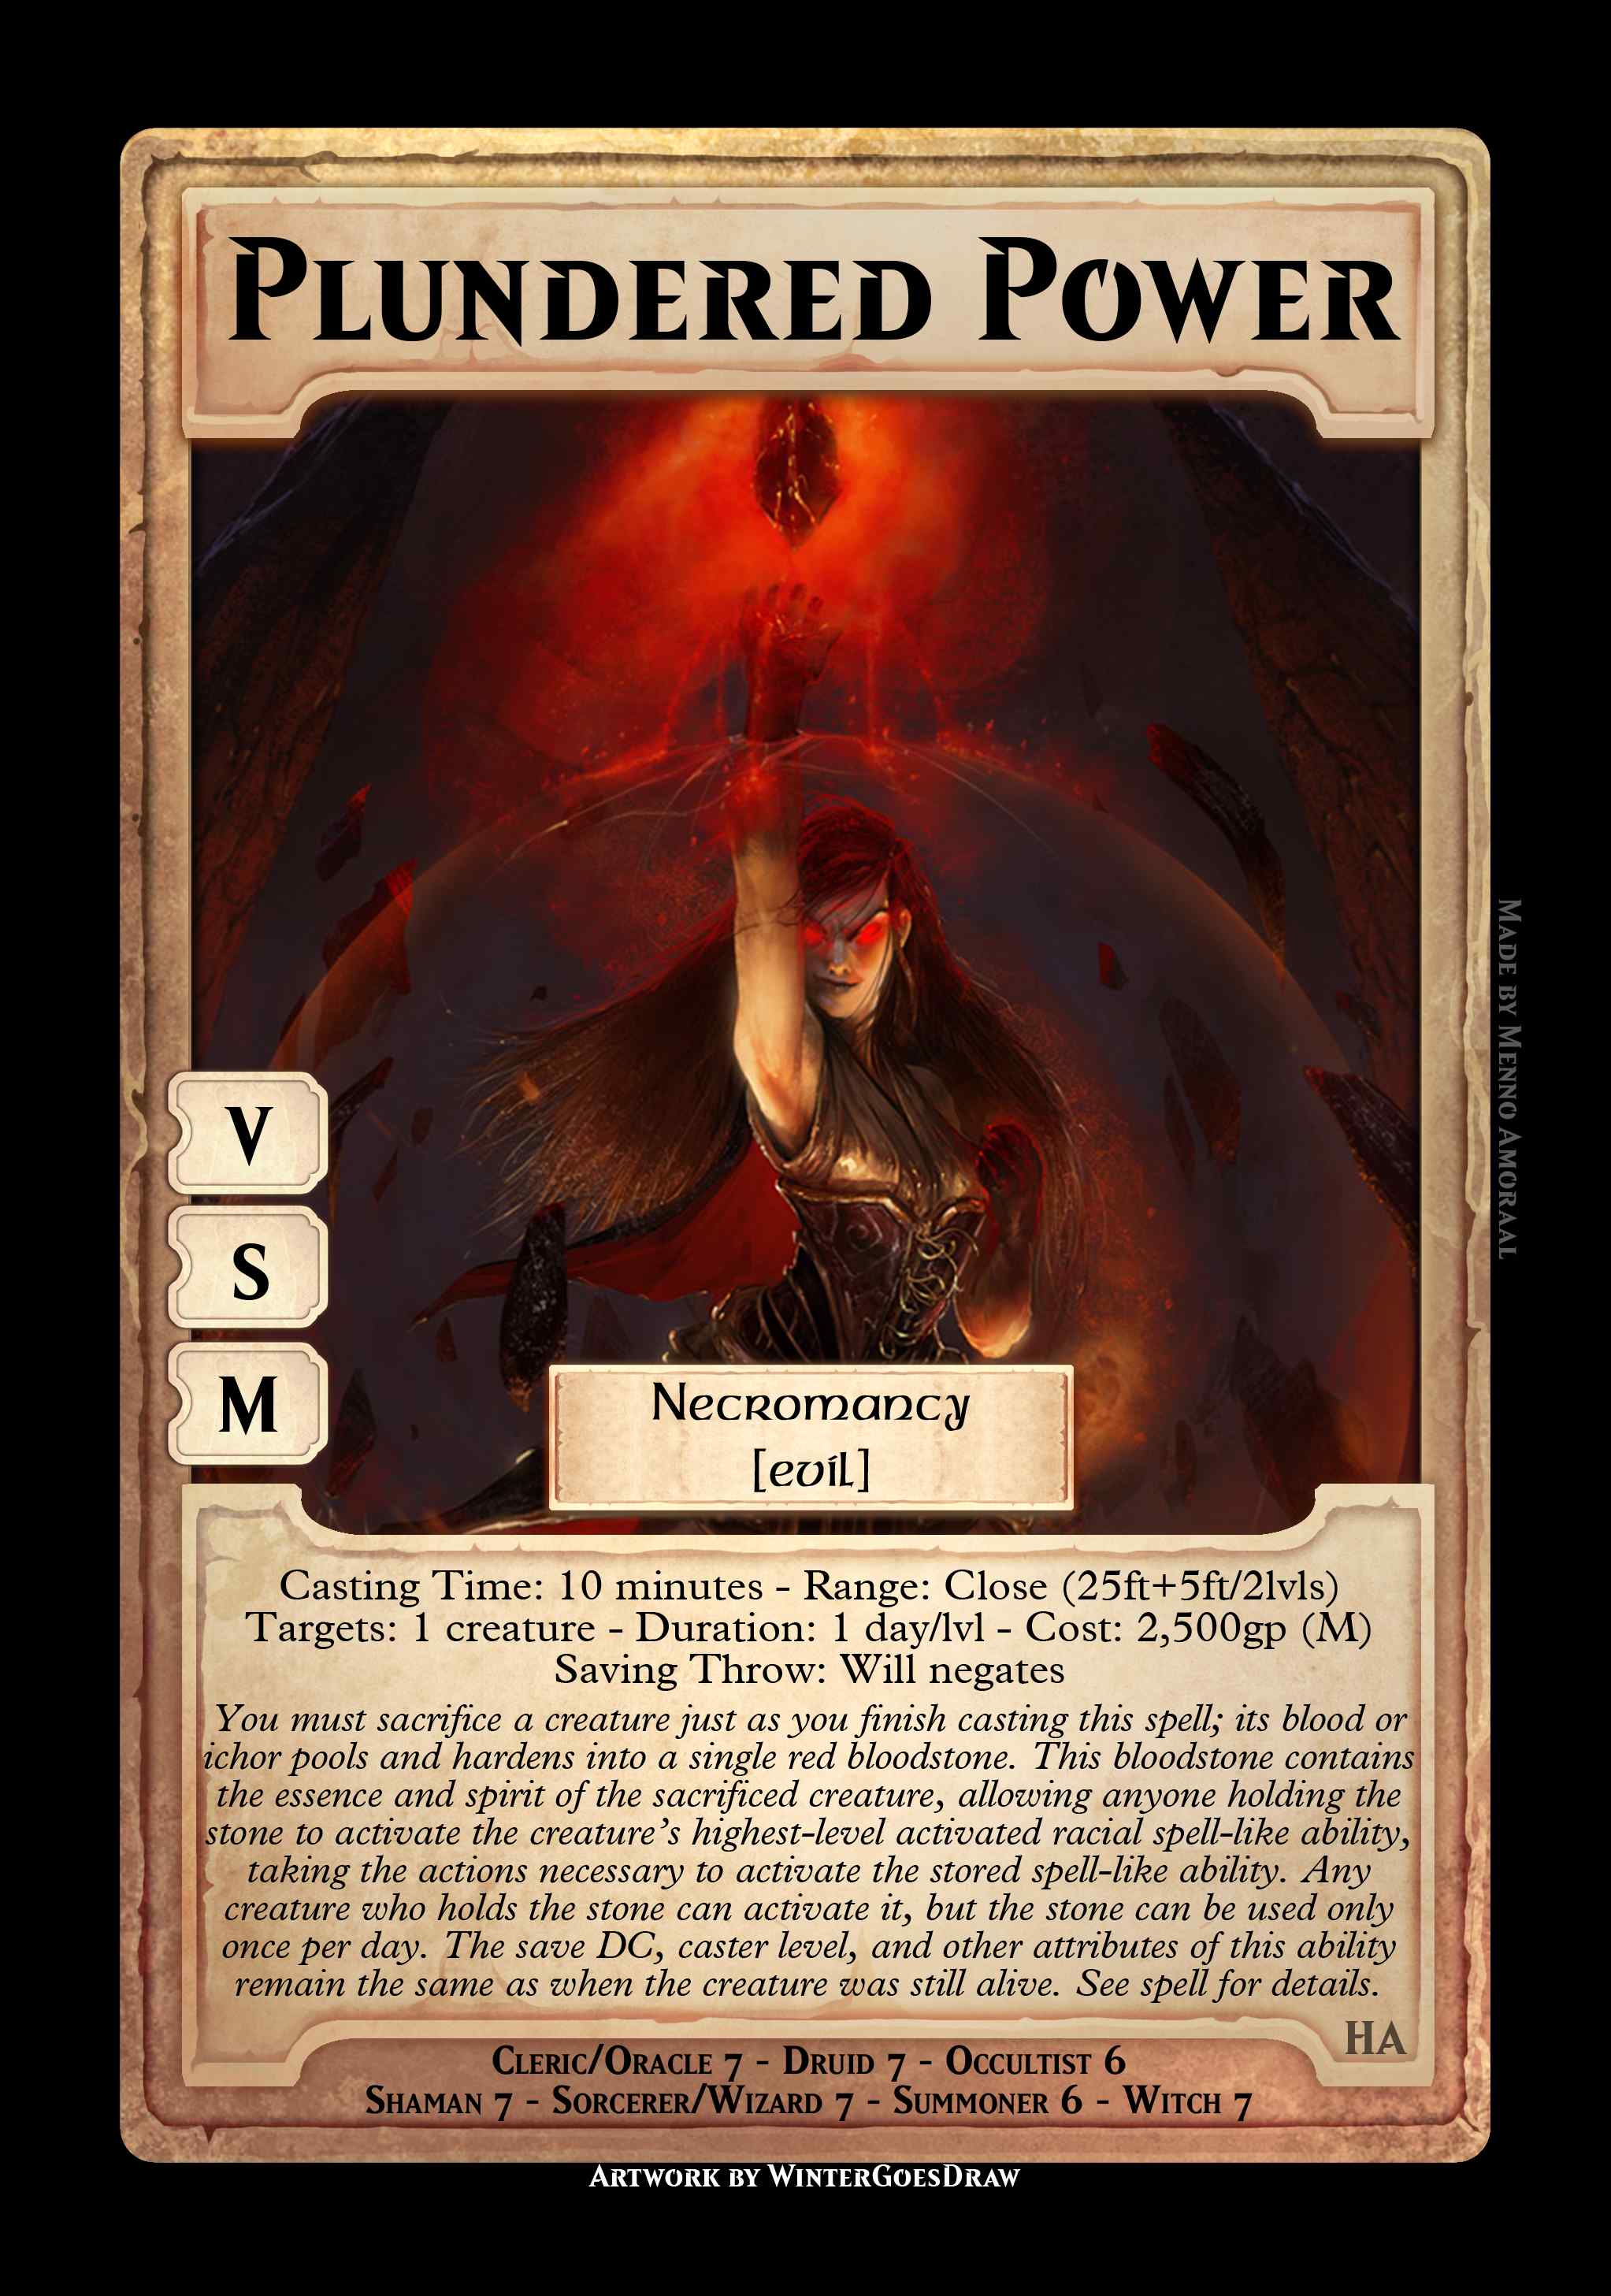 Plundered Power
V
S
M
Necromancy
[evil]
Casting Time: 10 minutes - Range: Close (25ft+5ft/2lvls)
Targets: 1 creature - Duration: 1 day/lvl - Cost: 2,500gp (M)
Saving Throw: Will negates
You must sacrifice a creature just as you finish casting this spell; its blood or
ichor pools and hardens into a single red bloodstone. This bloodstone contains
the essence and spirit of the sacrificed creature, allowing anyone holding the
stone to activate the creature's highest-level activated racial spell-like ability,
taking the actions necessary to activate the stored spell-like ability. Any
creature who holds the stone can activate it, but the stone can be used only
once per day. The save DC, caster level, and other attributes of this ability
remain the same as when the creature was still alive. See spell for details.
HA
Cleric/Oracle 7 - Druid 7 - Occultist 6
Shaman 7 - Sorcerer/Wizard 7 - Summoner 6 - Witch 7
Artwork by WinterGoesDraw
Made by Menno Amoraal